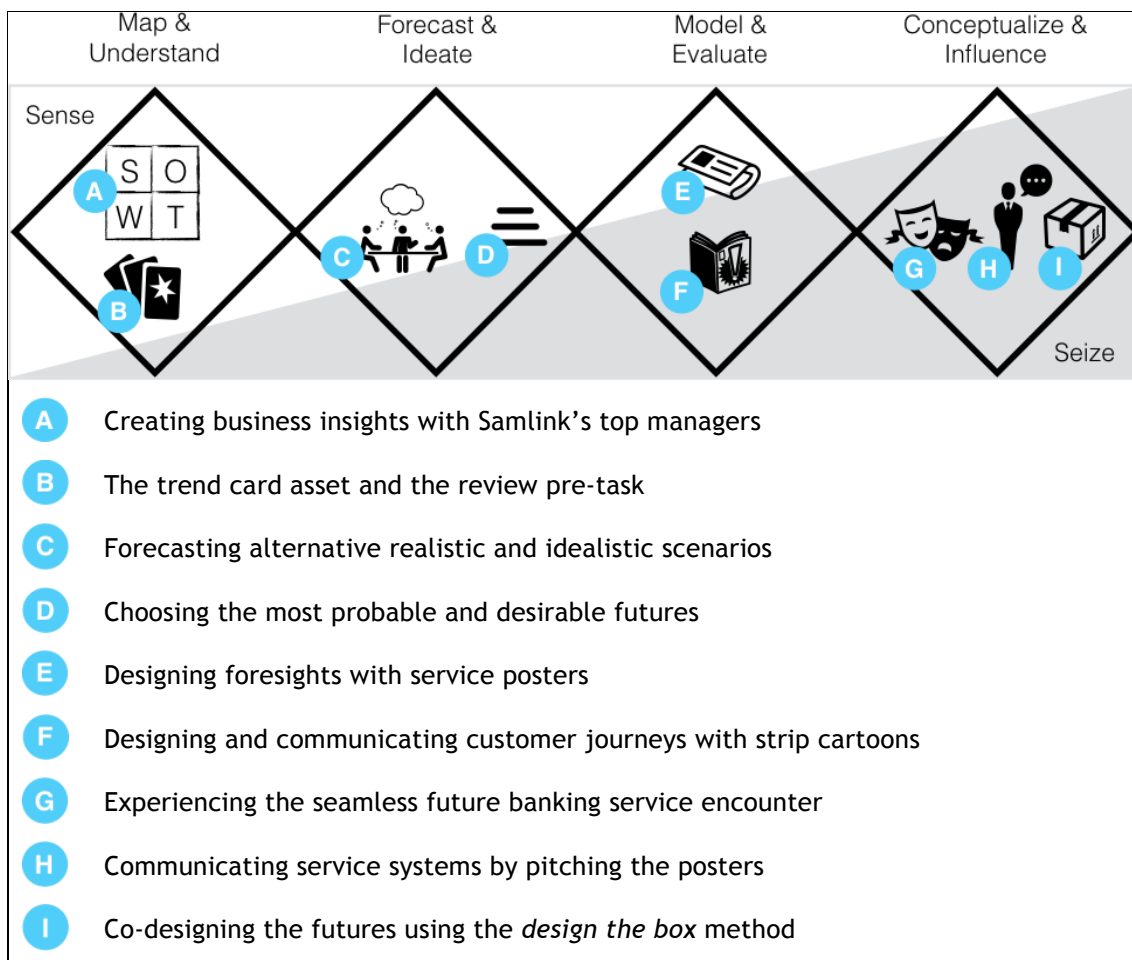 Map &
Understand
Forecast &
Ideate
Model &
Evaluate
Conceptualize &
Influence
Sense
S O
W T
A
B
C
D
E
F
G
H
I
Seize
A Creating business insights with Samlink’s top managers
B The trend card asset and the review pre-task
C Forecasting alternative realistic and idealistic scenarios
D Choosing the most probable and desirable futures
E Designing foresights with service posters
F Designing and communicating customer journeys with strip cartoons
G Experiencing the seamless future banking service encounter
H Communicating service systems by pitching the posters
I Co-designing the futures using the design the box method